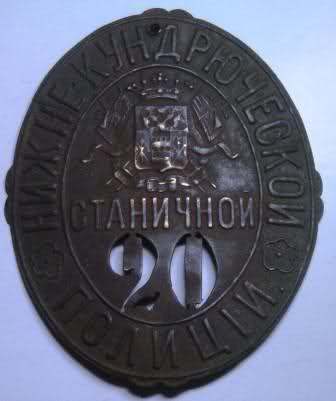 НИЖНЕ-КУНДРЮЧЕСКОЙ
СТАНИЧНОЙ
20
ПОЛИЦІИ.